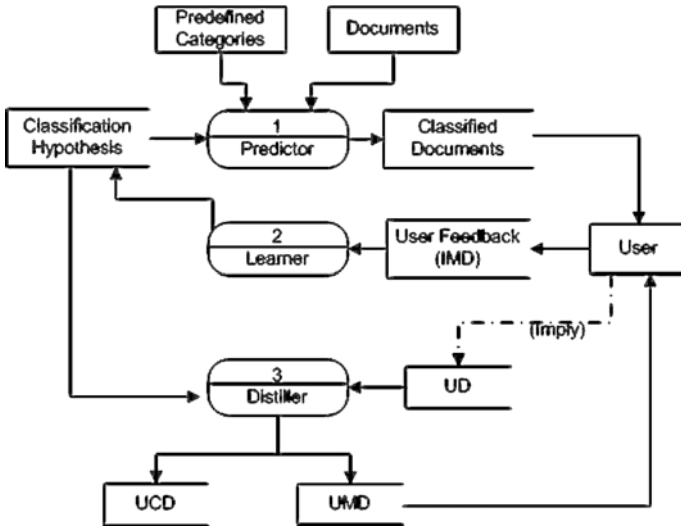 Predefined
Categories
Documents
Classification
Hypothesis
1
Predictor
Classified
Documents
2
Learner
User Feedback
(IMD)
User
(Imply)
3
Distiller
UD
UCD
UMD